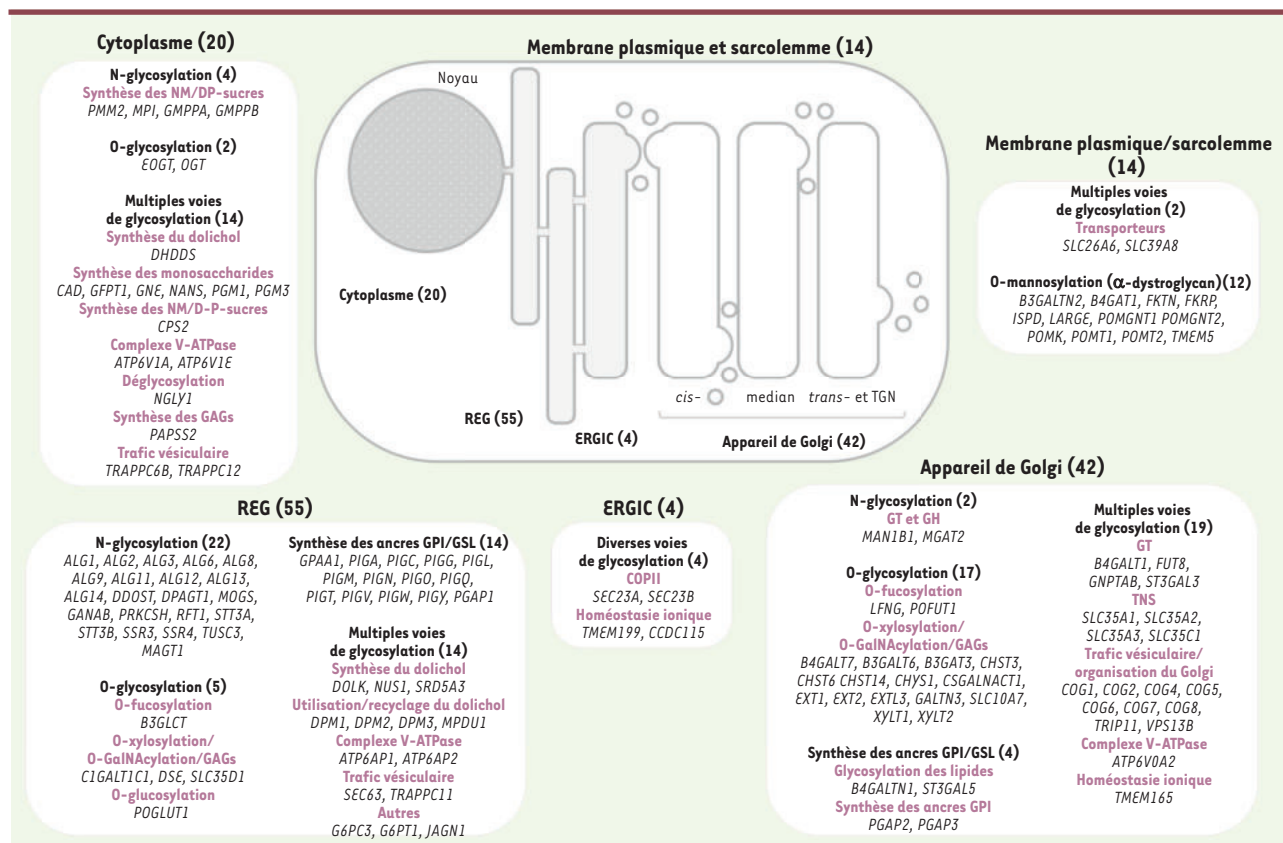 Cytoplasme (20)
N-glycosylation (4)
Synthèse des NM/DP-sucres
PMM2, MPI, GMPPA, GMPPB
O-glycosylation (2)
EOGT, OGT
Multiples voies
de glycosylation (14)
Synthèse du dolichol
DHDDS
Synthèse des monosaccharides
CAD, GFPT1, GNE, NANS, PGM1, PGM3
Synthèse des NM/D-P-sucres
CPS2
Complexe V-ATPase
ATP6V1A, ATP6V1E
Déglycosylation
NGLY1
Synthèse des GAGs
PAPSS2
Trafic vésiculaire
TRAPPC6B, TRAPPC12
Membrane plasmique et sarcolemme (14)
Noyau
Cytoplasme (20)
REG (55)
ERGIC (4)
cis-
median
trans- et TGN
Appareil de Golgi (42)
Membrane plasmique/sarcolemme
(14)
Multiples voies
de glycosylation (2)
Transporteurs
SLC26A6, SLC39A8
O-mannosylation (α-dystroglycan)(12)
B3GALTN2, B4GAT1, FKTN, FKRP,
ISPD, LARGE, POMGNT1 POMGNT2,
POMK, POMT1, POMT2, TMEM5
REG (55)
N-glycosylation (22)
ALG1, ALG2, ALG3, ALG6, ALG8,
ALG9, ALG11, ALG12, ALG13,
ALG14, DDOST, DPAGT1, MOGS,
GANAB, PRKCSH, RFT1, STT3A,
STT3B, SSR3, SSR4, TUSC3,
MAGT1
O-glycosylation (5)
O-fucosylation
B3GLCT
O-xylosylation/
O-GalNAcylation/GAGs
C1GALT1C1, DSE, SLC35D1
O-glucosylation
POGLUT1
Synthèse des ancres GPI/GSL (14)
GPAA1, PIGA, PIGC, PIGG, PIGL,
PIGM, PIGN, PIGO, PIGQ,
PIGT, PIGV, PIGW, PIGY, PGAP1
Multiples voies
de glycosylation (14)
Synthèse du dolichol
DOLK, NUS1, SRD5A3
Utilisation/recyclage du dolichol
DPM1, DPM2, DPM3, MPDU1
Complexe V-ATPase
ATP6AP1, ATP6AP2
Trafic vésiculaire
SEC63, TRAPPC11
Autres
G6PC3, G6PT1, JAGN1
ERGIC (4)
Diverses voies
de glycosylation (4)
COPII
SEC23A, SEC23B
Homéostasie ionique
TMEM199, CCDC115
Appareil de Golgi (42)
N-glycosylation (2)
GT et GH
MAN1B1, MGAT2
O-glycosylation (17)
O-fucosylation
LFNG, POFUT1
O-xylosylation/
O-GalNAcylation/GAGs
B4GALT7, B3GALT6, B3GAT3, CHST3,
CHST6 CHST14, CHYS1, CSGALNACT1,
EXT1, EXT2, EXTL3, GALTN3, SLC10A7,
XYLT1, XYLT2
Synthèse des ancres GPI/GSL (4)
Glycosylation des lipides
B4GALTN1, ST3GAL5
Synthèse des ancres GPI
PGAP2, PGAP3
Multiples voies
de glycosylation (19)
GT
B4GALT1, FUT8,
GNPTAB, ST3GAL3
TNS
SLC35A1, SLC35A2,
SLC35A3, SLC35C1
Trafic vésiculaire/
organisation du Golgi
COG1, COG2, COG4, COG5,
COG6, COG7, COG8,
TRIP11, VPS13B
Complexe V-ATPase
ATP6V0A2
Homéostasie ionique
TMEM165